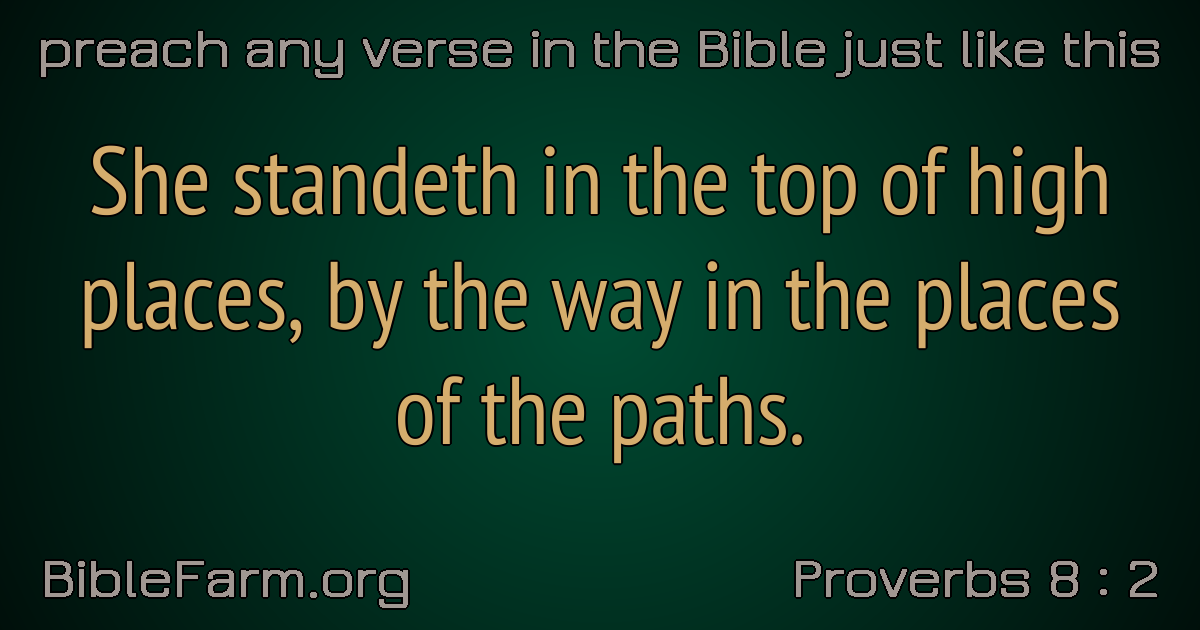 preach any verse in the Bible just like this
She standeth in the top of high
places, by the way in the places
of the paths.
BibleFarm.org
Proverbs 8 : 2